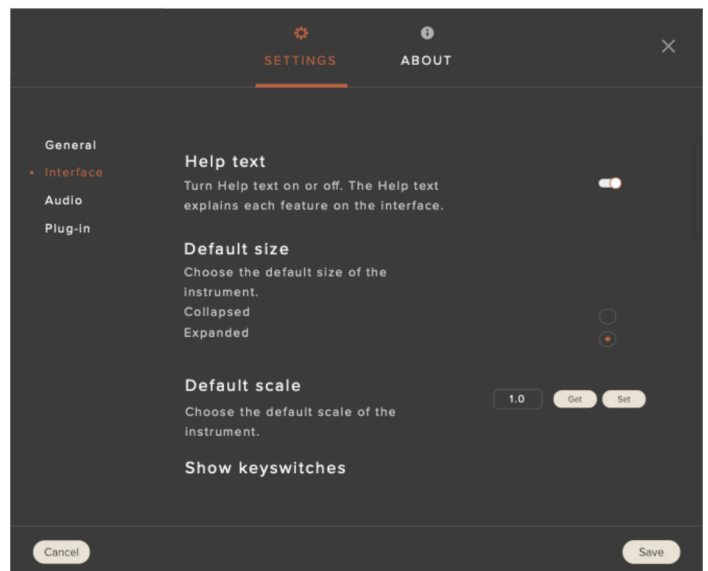 SETTINGS
ABOUT
General
Interface
Audio
Plug-in
Help text
Turn Help text on or off. The Help text
explains each feature on the interface.
Default size
Choose the default size of the
instrument.
Collapsed
Expanded
Default scale
Choose the default scale of the
instrument.
1.0
Get
Set
Show keyswitches
Cancel
Save